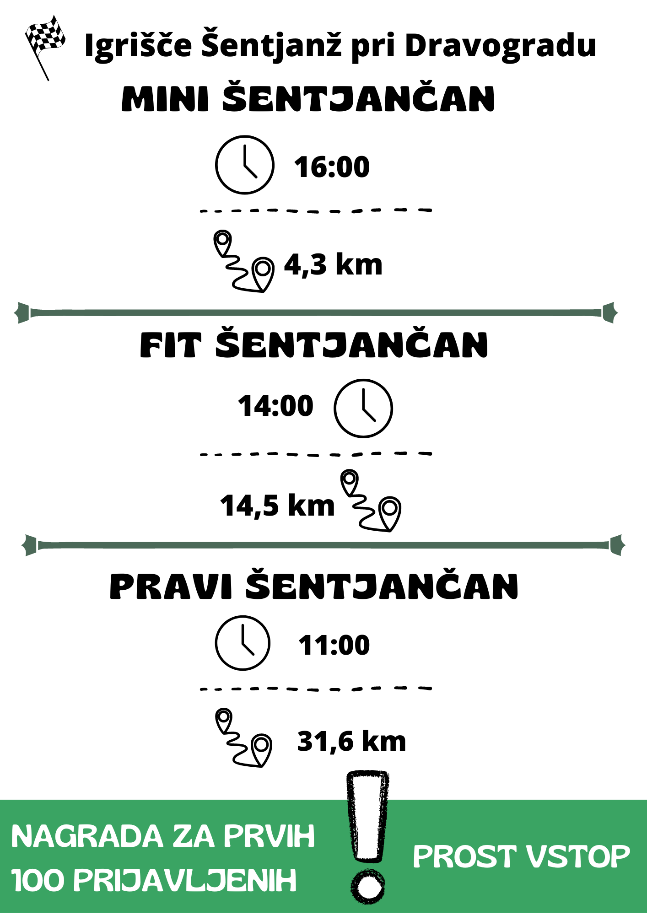 Igrišče Šentjanž pri Dravogradu
MINI ŠENTJANČAN
16:00
4,3 km
FIT ŠENTJANČAN
14:00
14,5 km
PRAVI ŠENTJANČAN
11:00
31,6 km
NAGRADA ZA PRVIH
100 PRIJAVLJENIH
!
PROST VSTOP